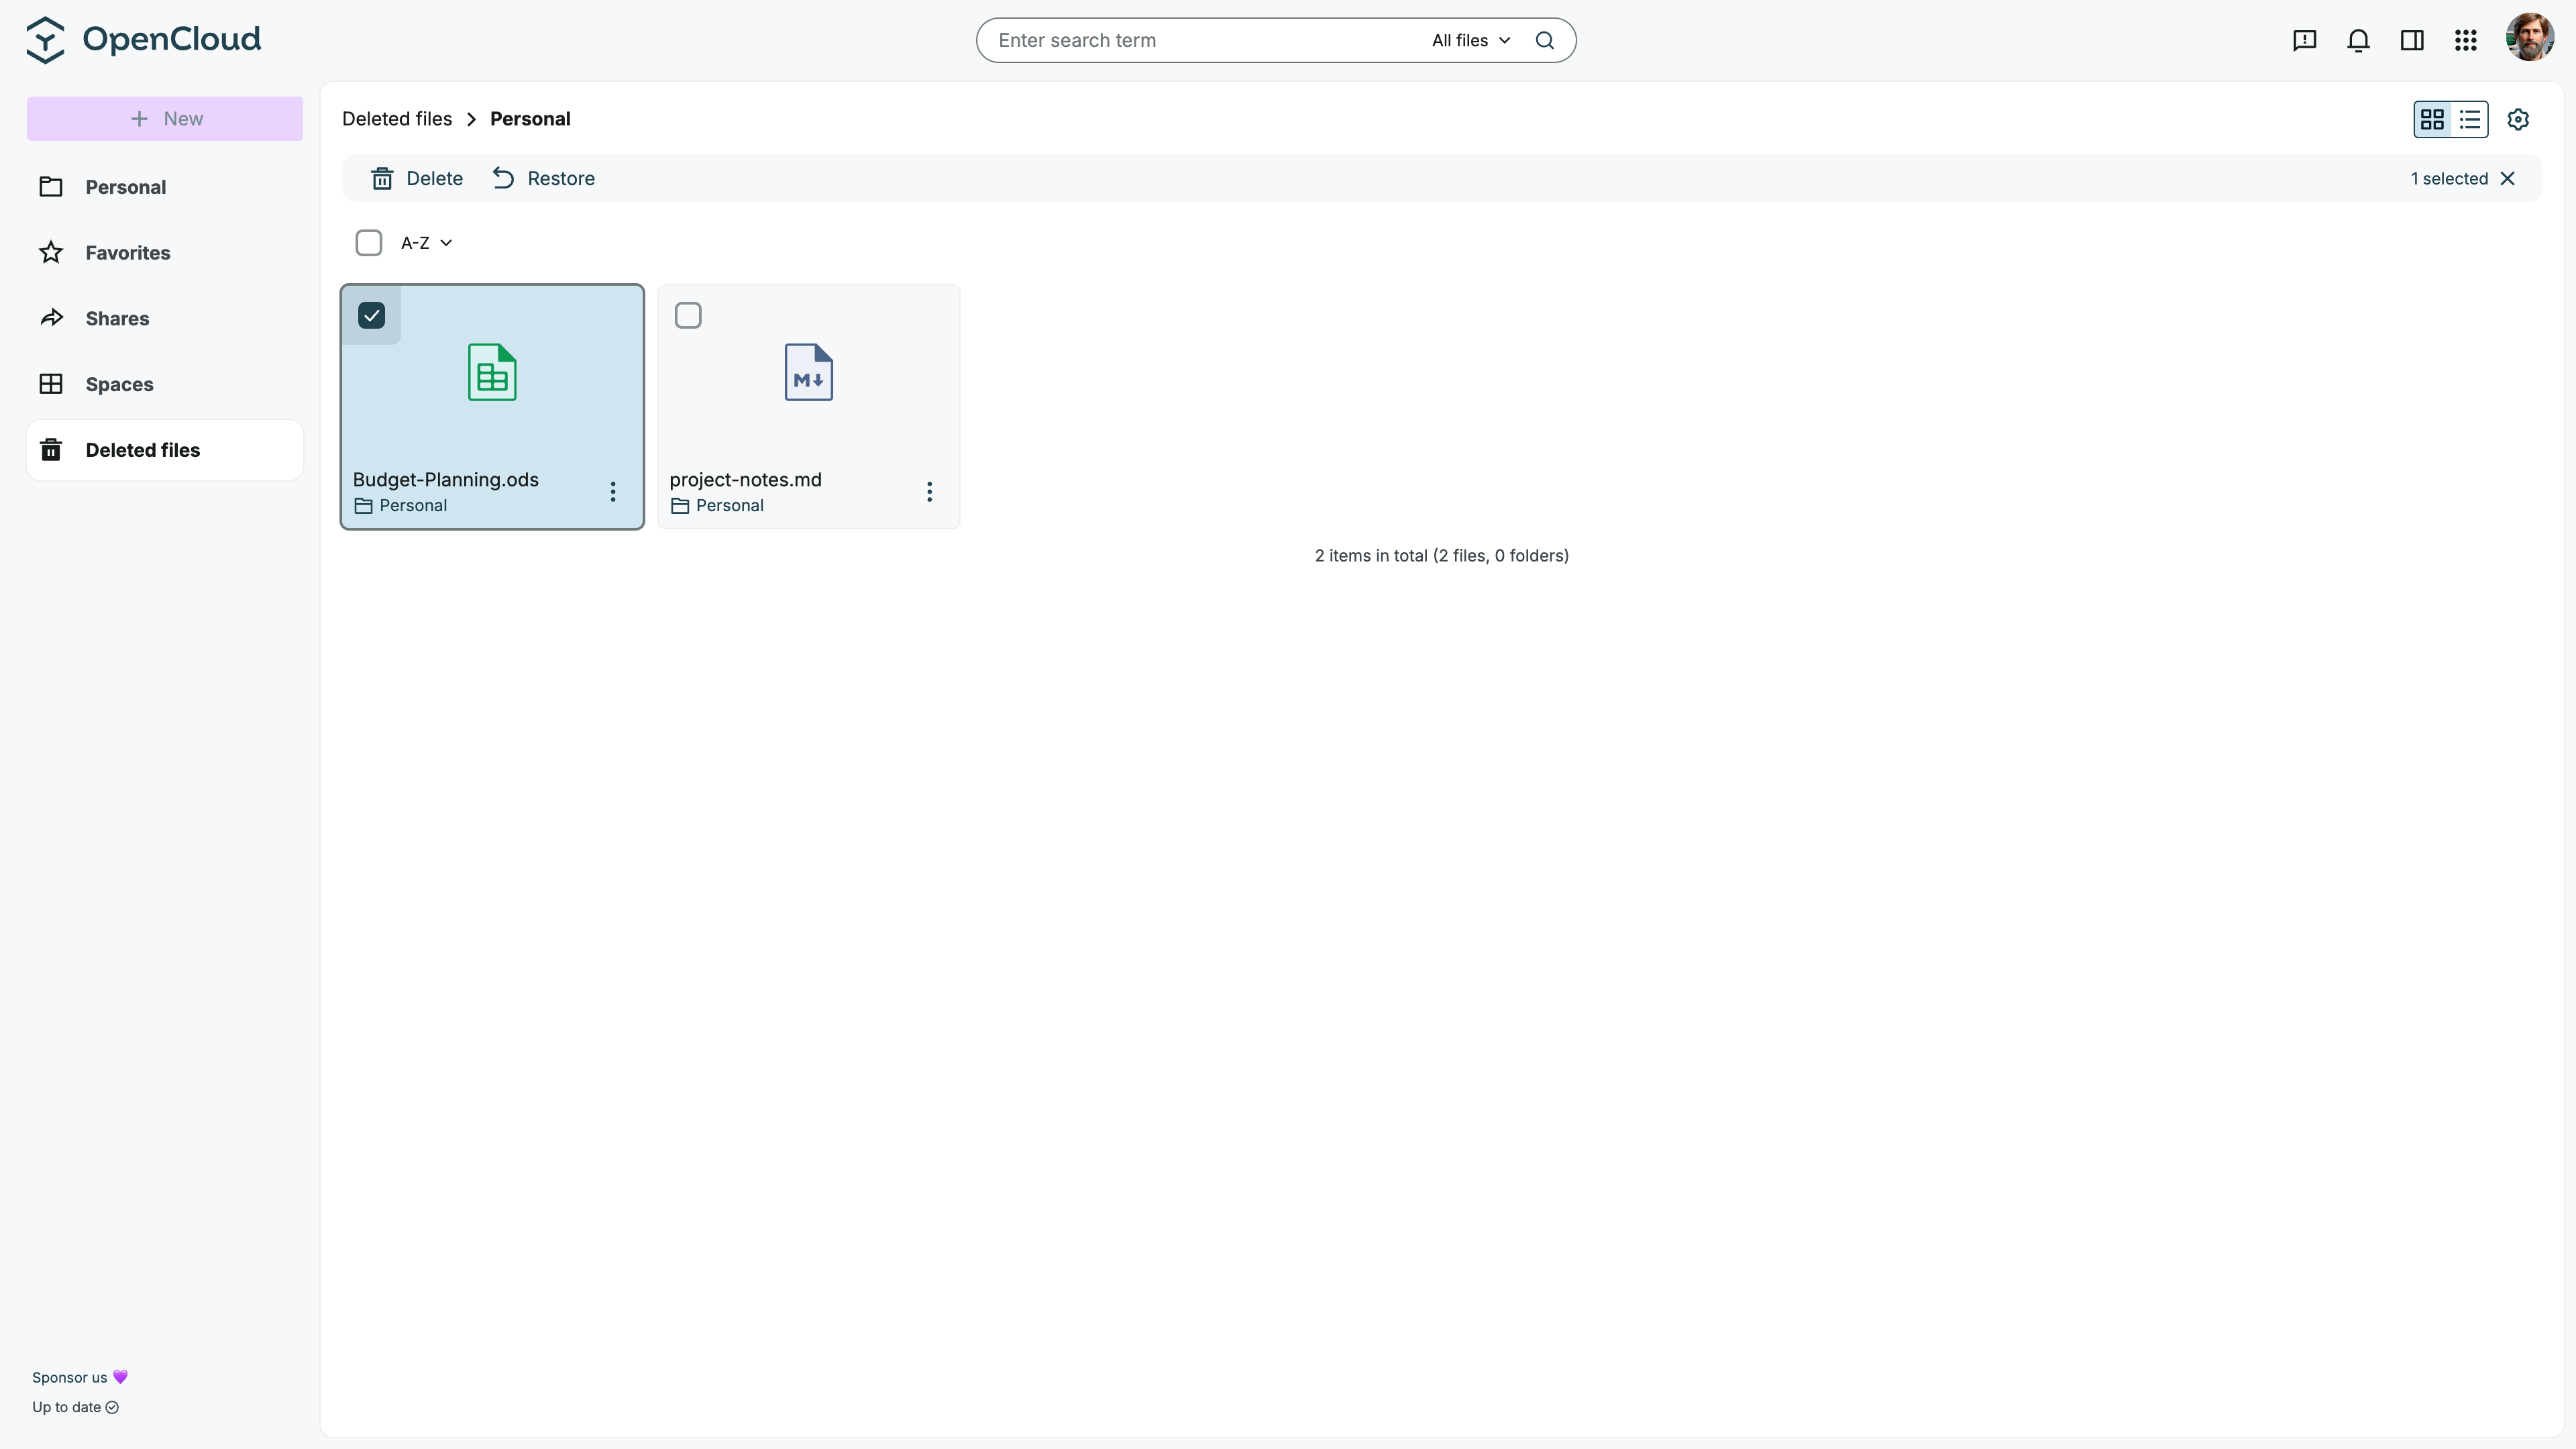 OpenCloud
Enter search term
All files
New
Personal
Favorites
Shares
Spaces
Deleted files
Deleted files
Personal
Delete
Restore
1 selected
A-Z
Budget-Planning.ods
Personal
M
project-notes.md
Personal
2 items in total (2 files, 0 folders)
Sponsor us 💜
Up to date